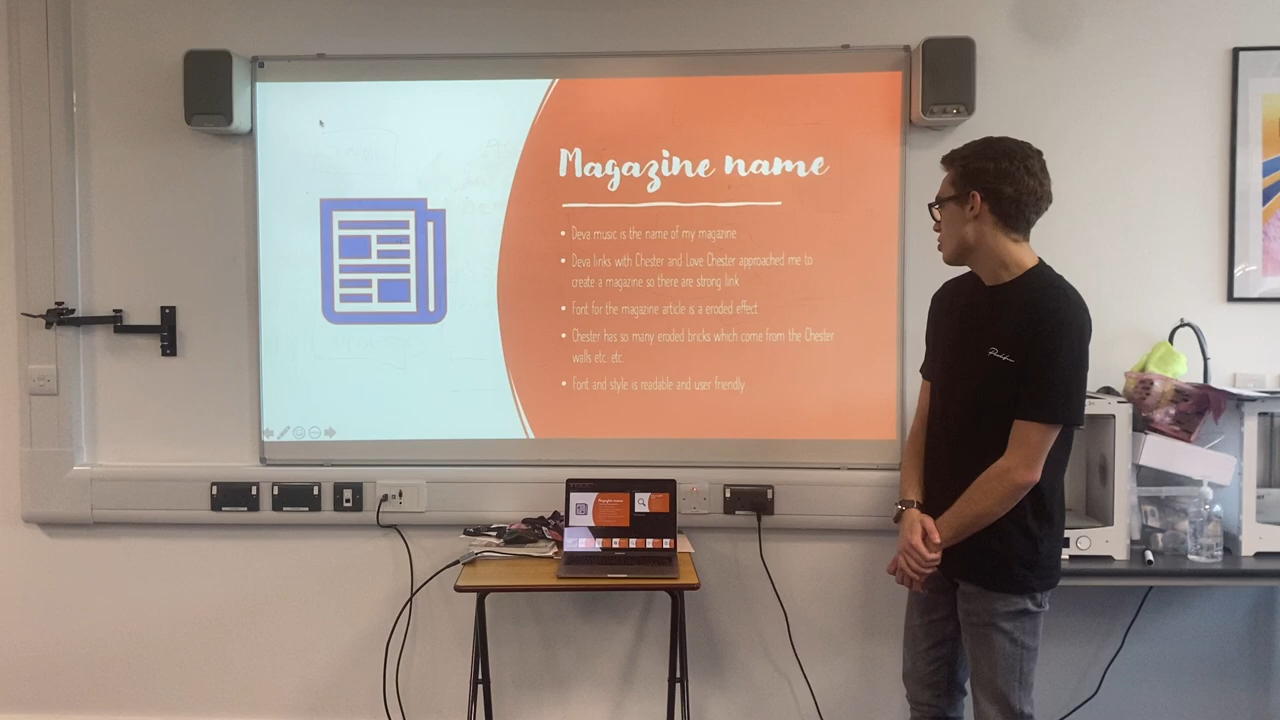 Magazine name
• Deva music is the name of my magazine
• Deva links with Chester and Love Chester approached me to
create a magazine so there are strong link
• Font for the magazine article is a eroded effect
• Chester has so many eroded bricks which come from the Chester
walls etc. etc.
• Font and style is readable and user friendly